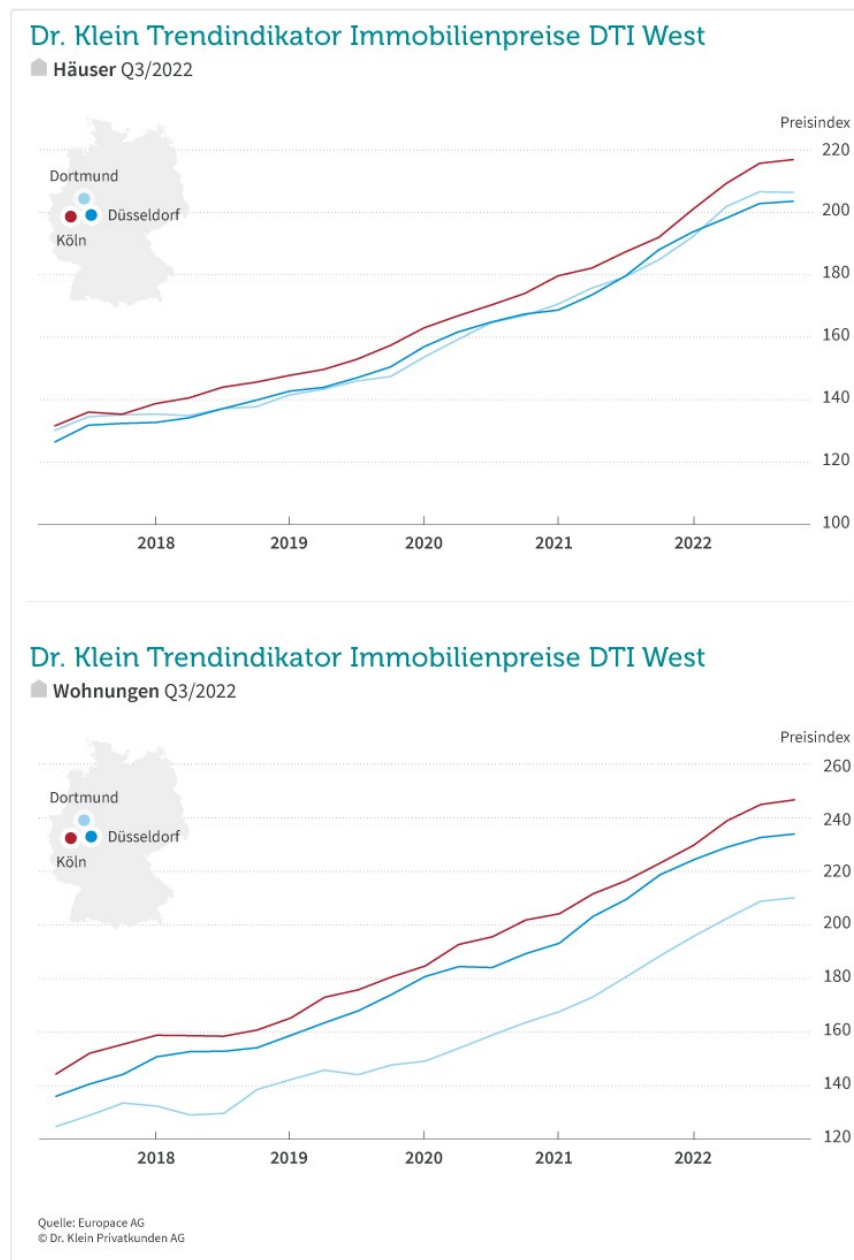 Dr. Klein Trendindikator Immobilienpreise DTI West
Häuser Q3/2022
Preisindex
220
Dortmund
Düsseldorf
200
Köln
180
160
140
120
100
2018 2019 2020 2021 2022
Dr. Klein Trendindikator Immobilienpreise DTI West
Wohnungen Q3/2022
Preisindex
260
Dortmund
240
Düsseldorf
Köln
220
200
180
160
140
120
2018 2019 2020 2021 2022
Quelle: Europace AG
© Dr. Klein Privatkunden AG